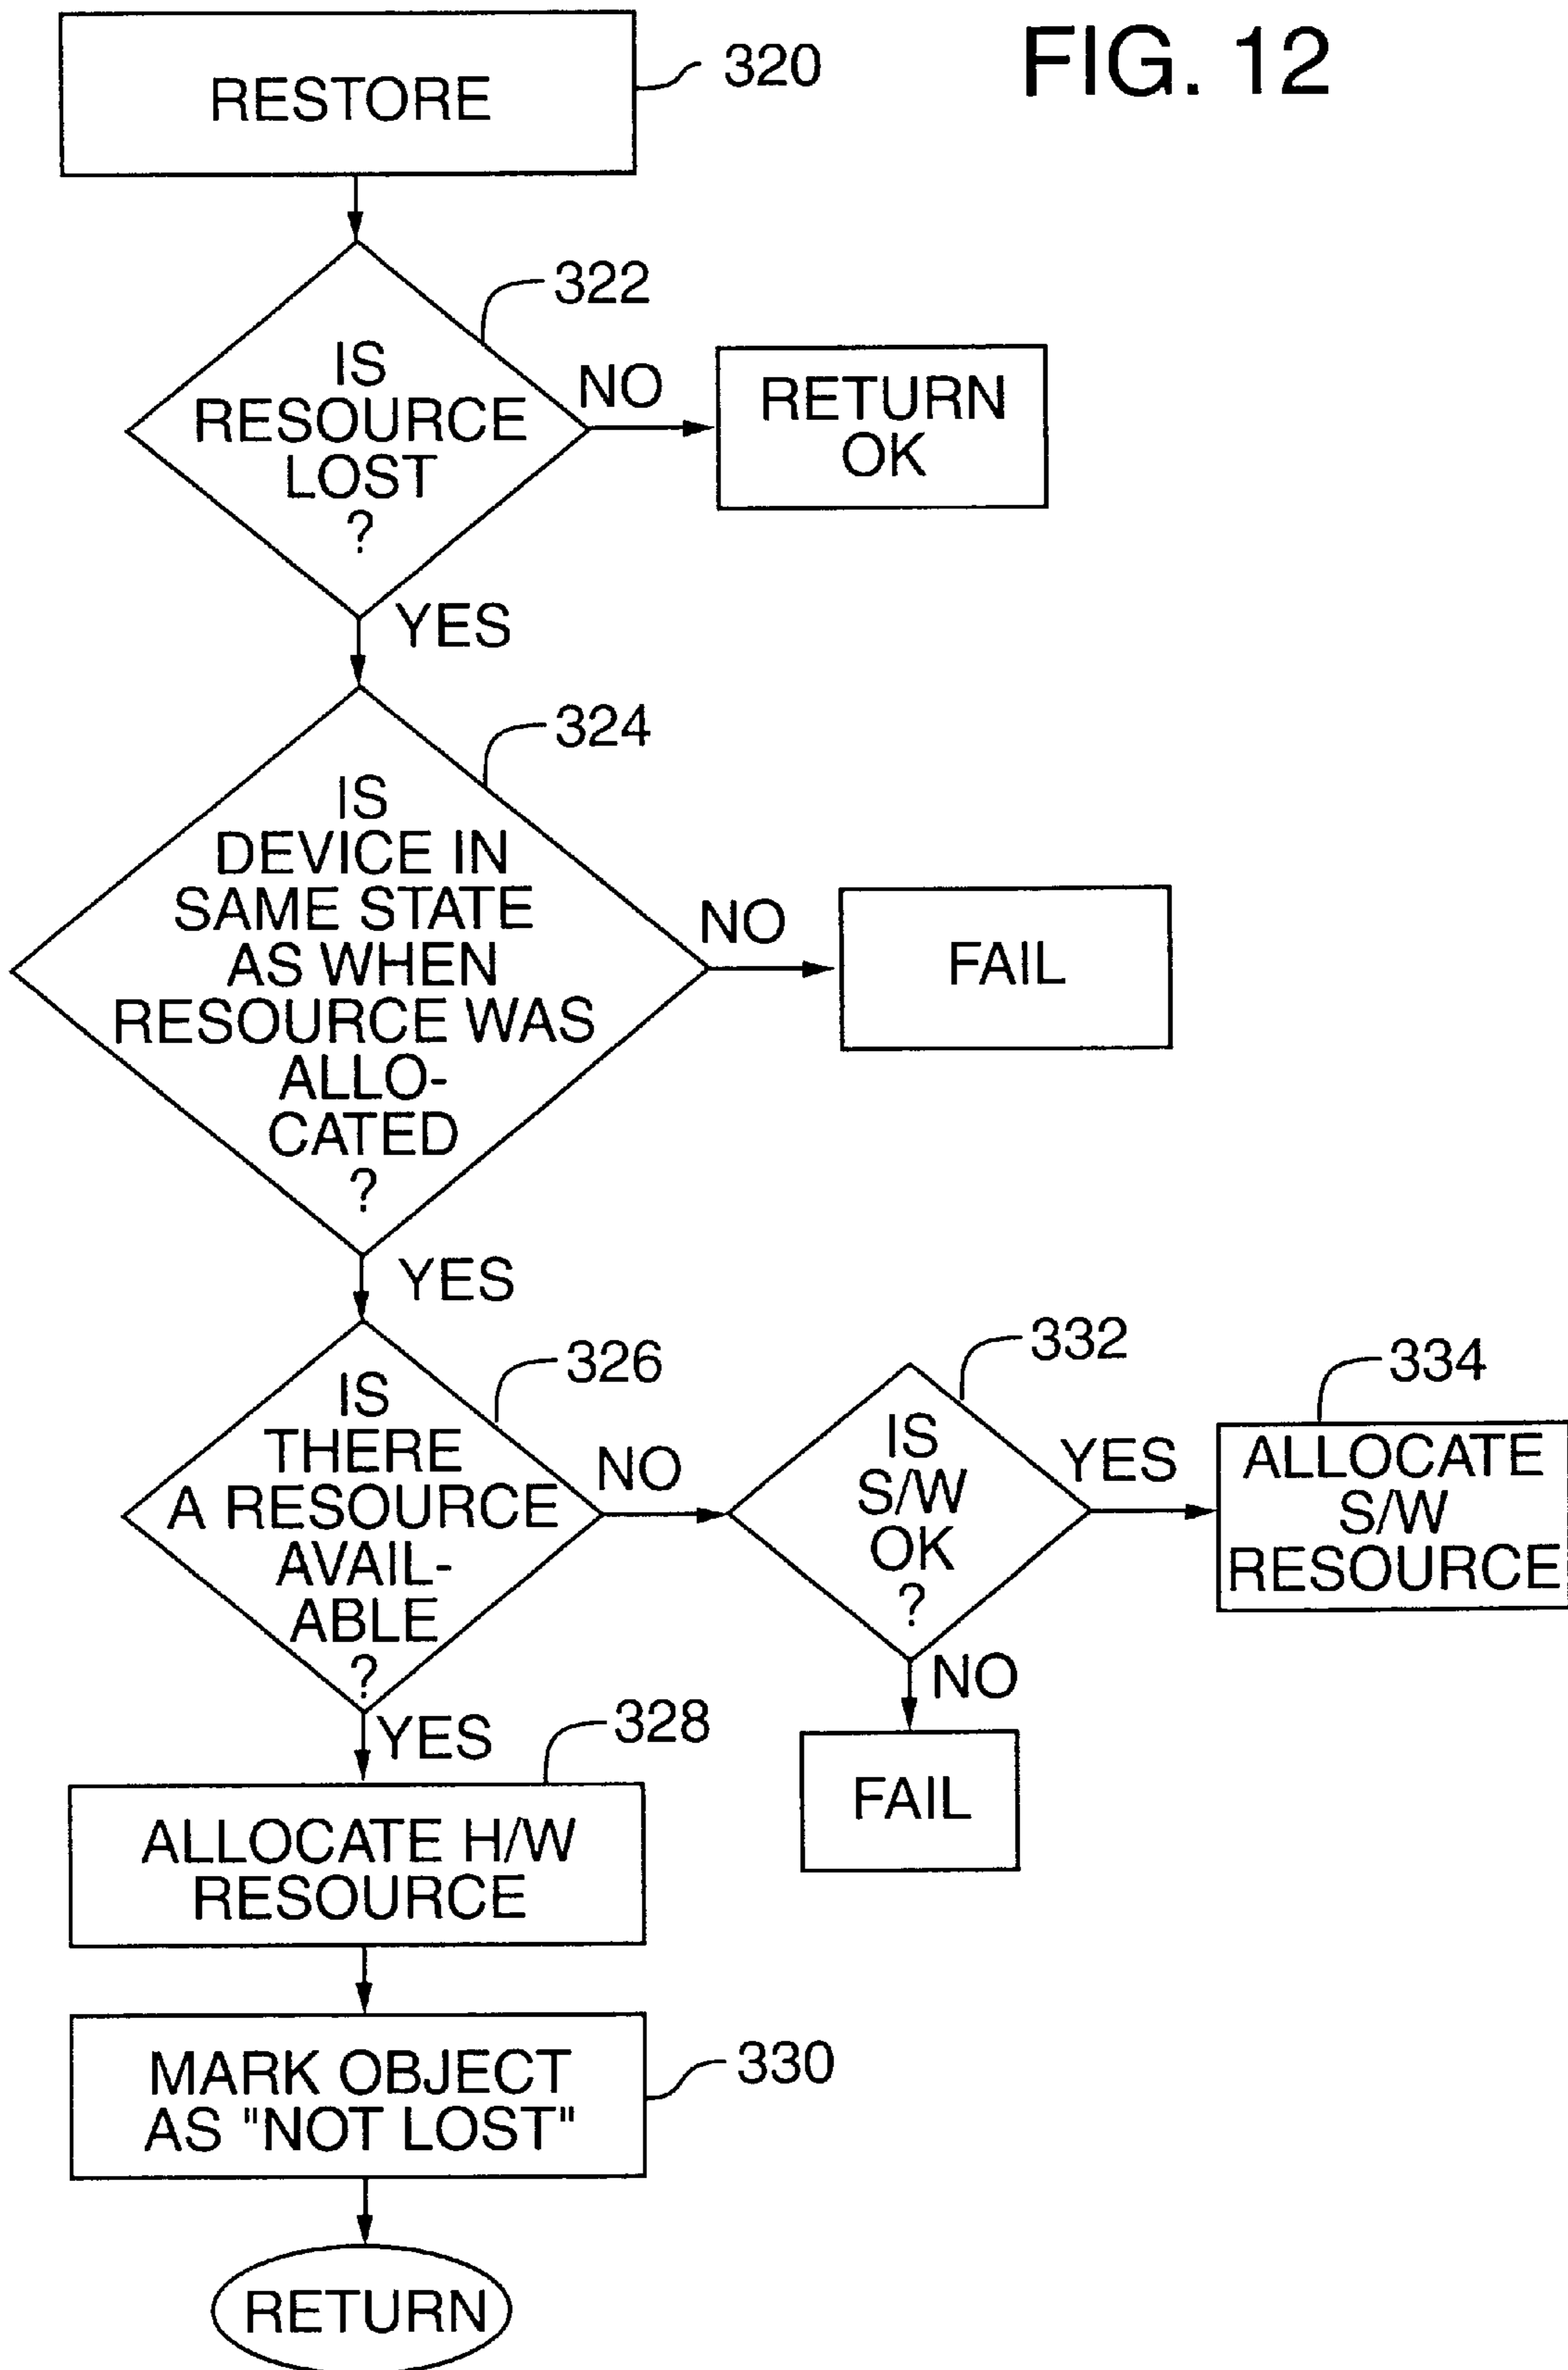 FIG. 12
RESTORE
320
322
IS
RESOURCE
LOST
?
NO
RETURN
OK
YES
324
IS
DEVICE IN
SAME STATE
AS WHEN
RESOURCE WAS
ALLO-
CATED
?
NO
FAIL
YES
326
IS
THERE
A RESOURCE
AVAIL-
ABLE
?
NO
332
IS
S/W
OK
?
YES
334
ALLOCATE
S/W
RESOURCE
NO
FAIL
YES
328
ALLOCATE H/W
RESOURCE
MARK OBJECT
AS "NOT LOST"
330
RETURN